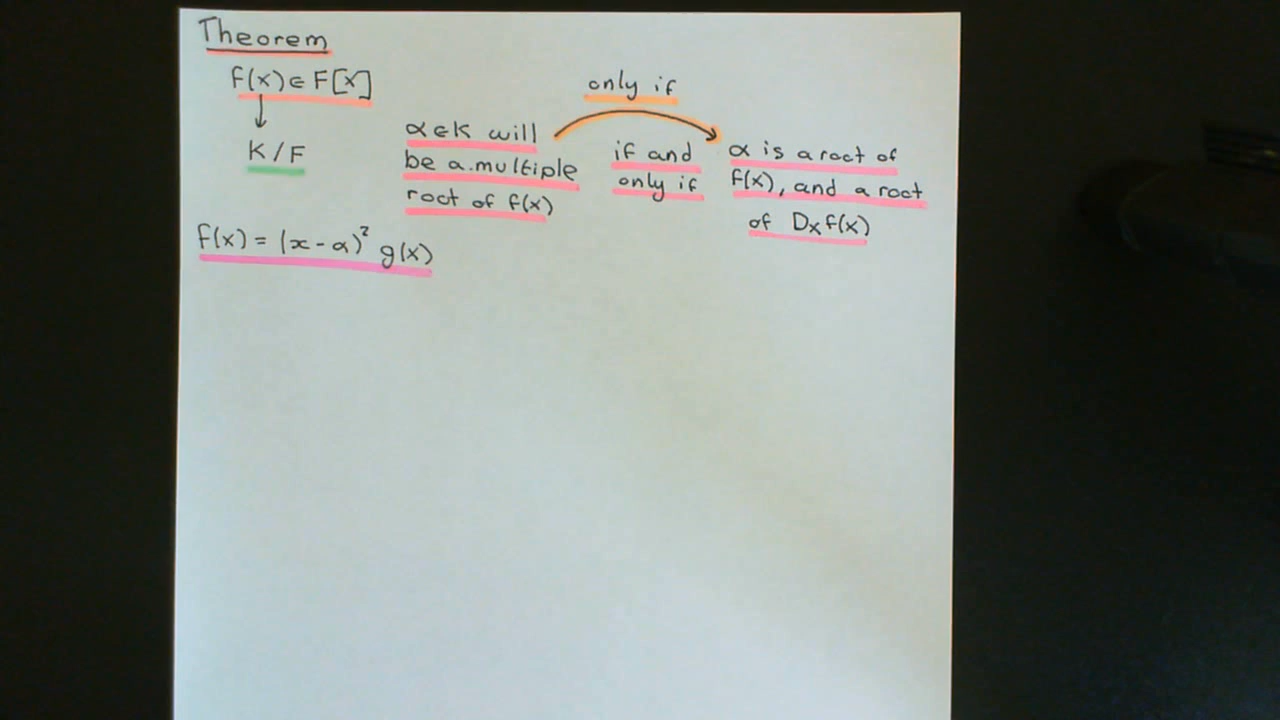 Theorem
f(x) ∈ F[x]
↓
K/F
α∈K will
be a multiple
root of f(x)
only if
if and
only if
α is a root of
f(x), and a root
of Dxf(x)
f(x) = (x-α)² g(x)